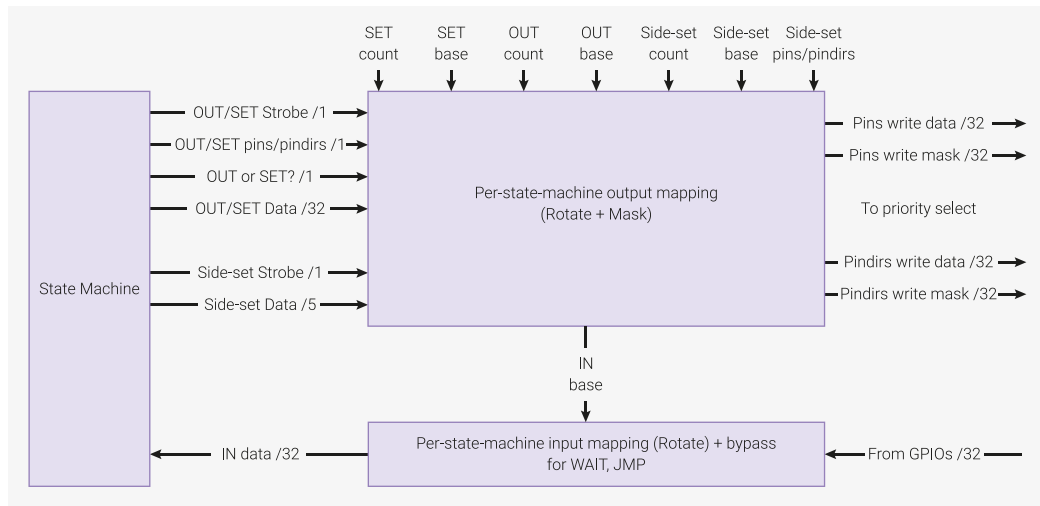 SET count
SET base
OUT count
OUT base
Side-set count
Side-set base
Side-set pins/pindirs
State Machine
OUT/SET Strobe /1
OUT/SET pins/pindirs /1
OUT or SET? /1
OUT/SET Data /32
Side-set Strobe /1
Side-set Data /5
Per-state-machine output mapping
(Rotate + Mask)
Pins write data /32
Pins write mask /32
To priority select
Pindirs write data /32
Pindirs write mask /32
IN
base
IN data /32
Per-state-machine input mapping (Rotate) + bypass
for WAIT, JMP
From GPIOs /32